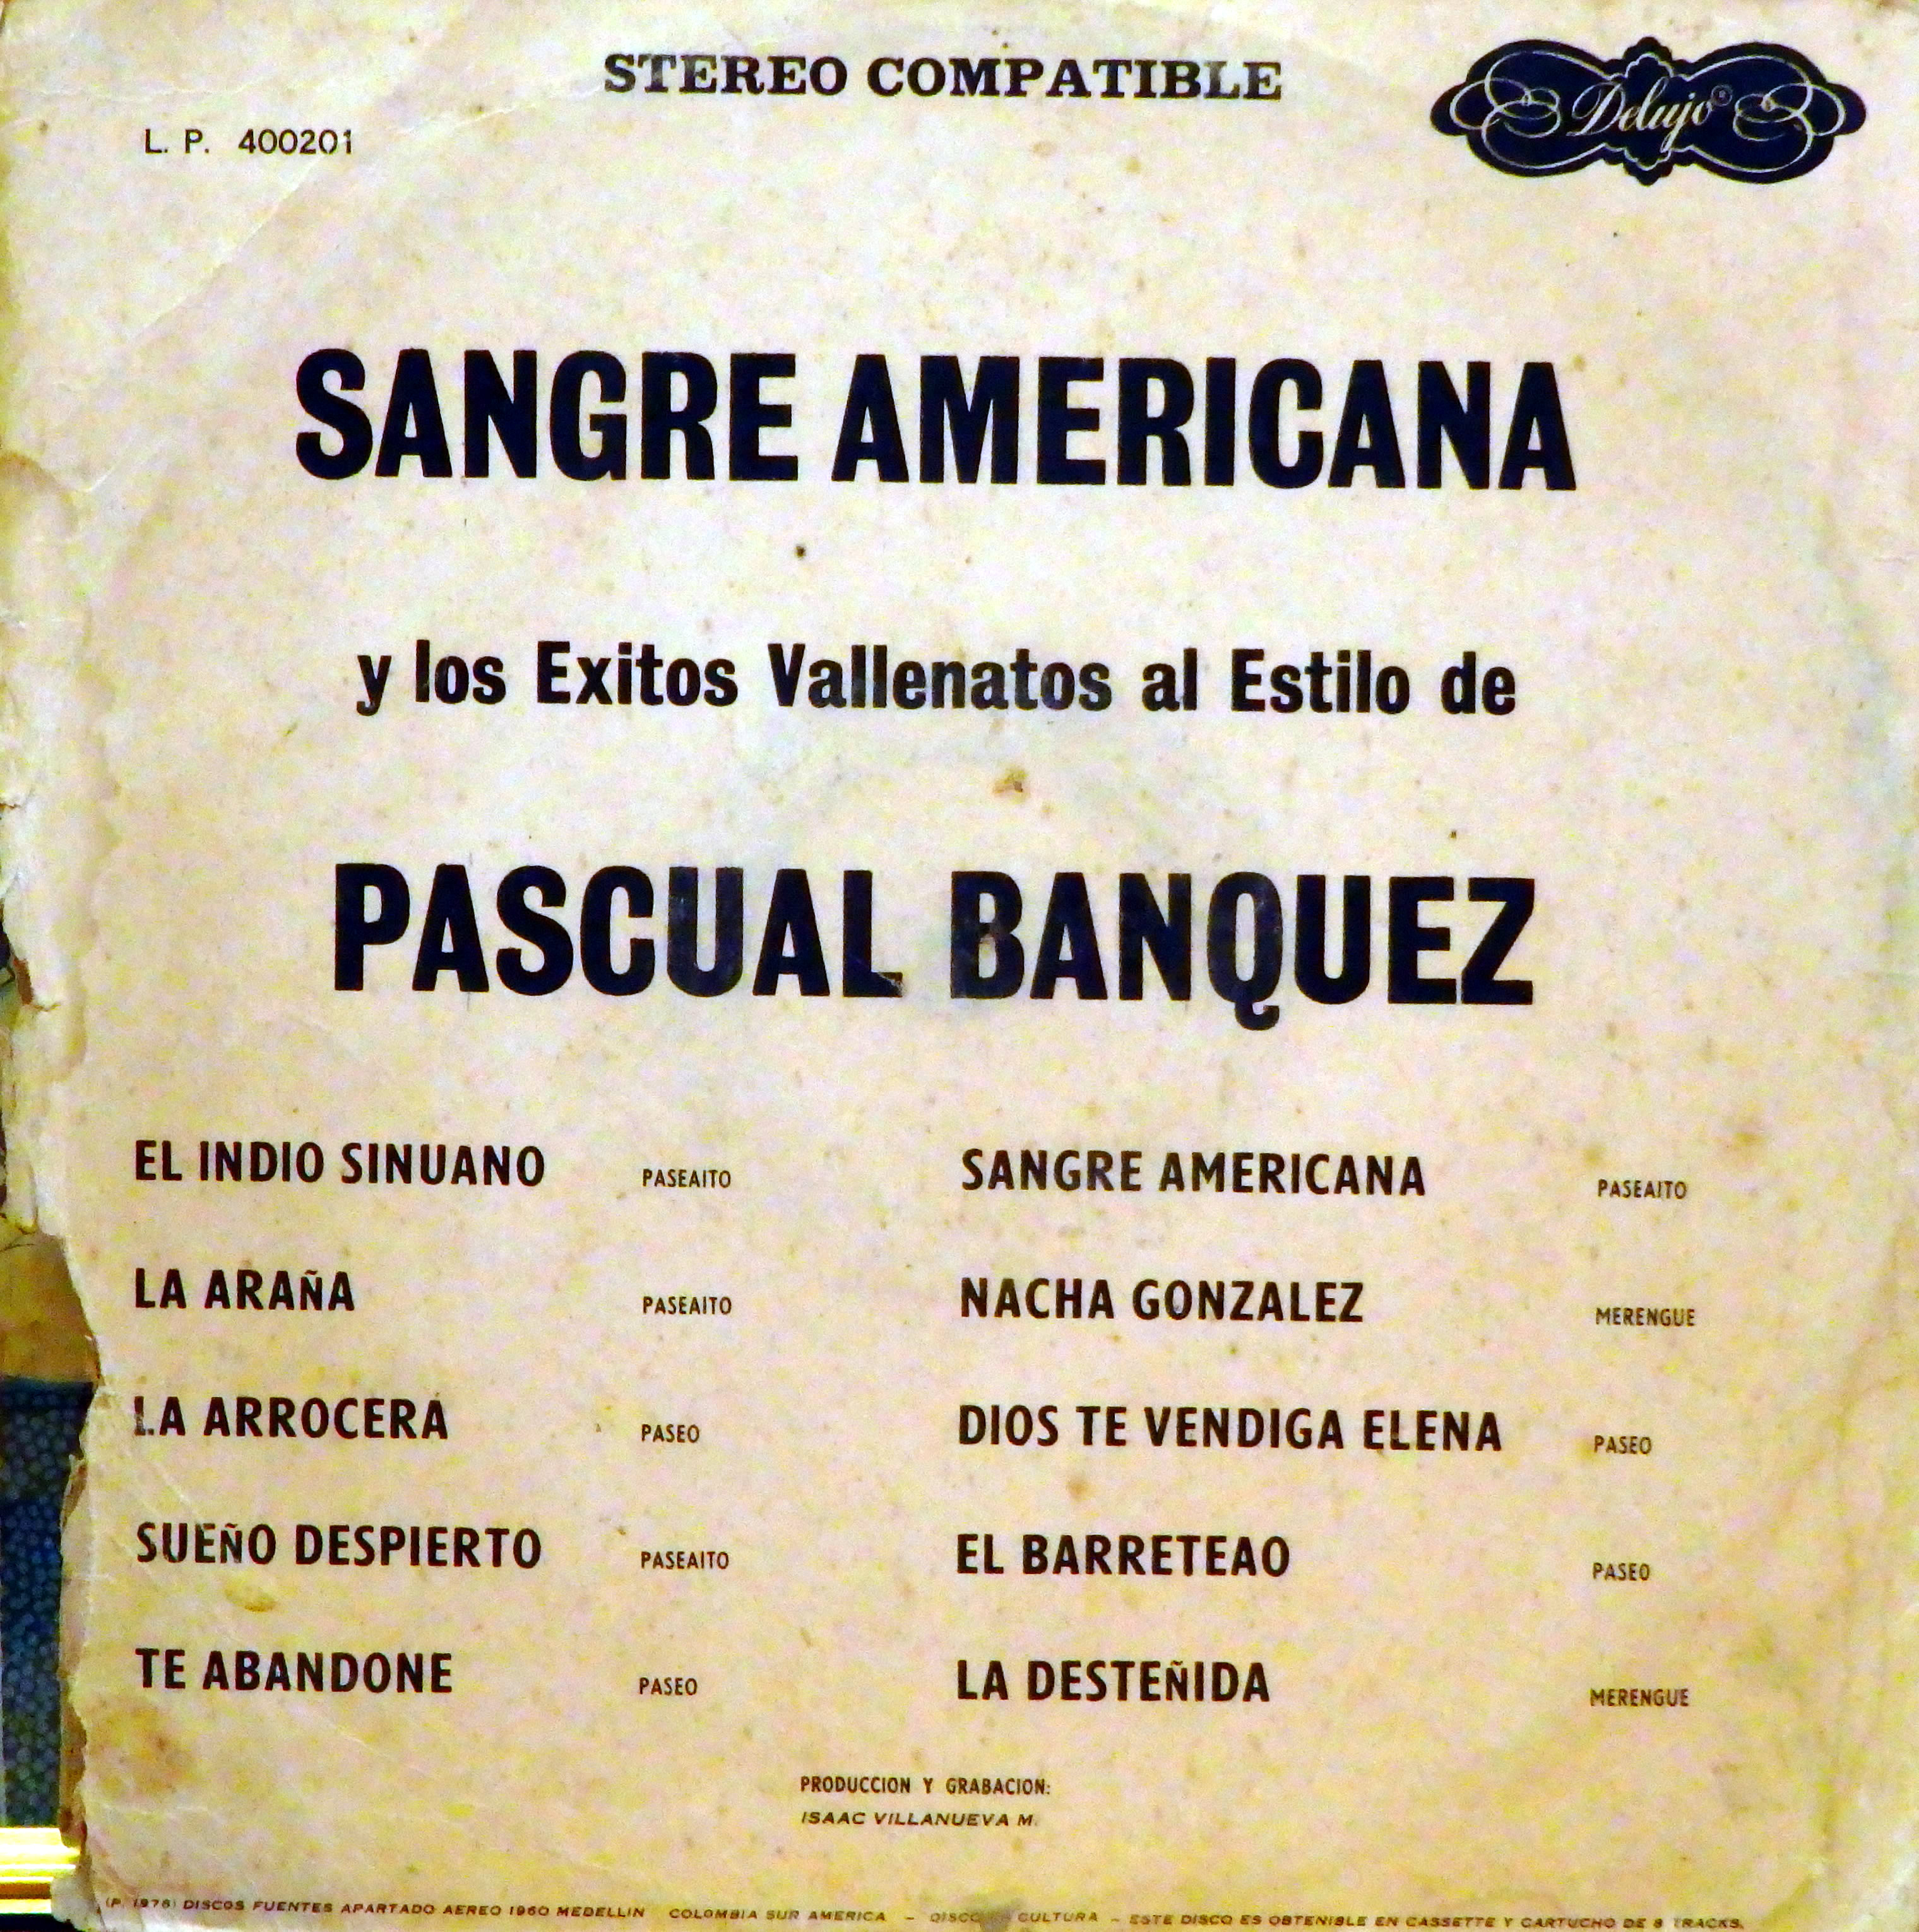 STEREO COMPATIBLE
Delujo®
L. P. 400201
SANGRE AMERICANA
y los Exitos Vallenatos al Estilo de
PASCUAL BANQUEZ
EL INDIO SINUANO PASEAITO
LA ARAÑA PASEAITO
LA ARROCERA PASEO
SUEÑO DESPIERTO PASEAITO
TE ABANDONE PASEO
SANGRE AMERICANA PASEAITO
NACHA GONZALEZ MERENGUE
DIOS TE VENDIGA ELENA PASEO
EL BARRETEAO PASEO
LA DESTEÑIDA MERENGUE
PRODUCCION Y GRABACION:
ISAAC VILLANUEVA M.
DISCOS FUENTES APARTADO AEREO 1960 MEDELLIN COLOMBIA SUR AMERICA - CULTURA - ESTE DISCO ES OBTENIBLE EN CASSETTE Y CARTUCHO DE 8 TRACKS.